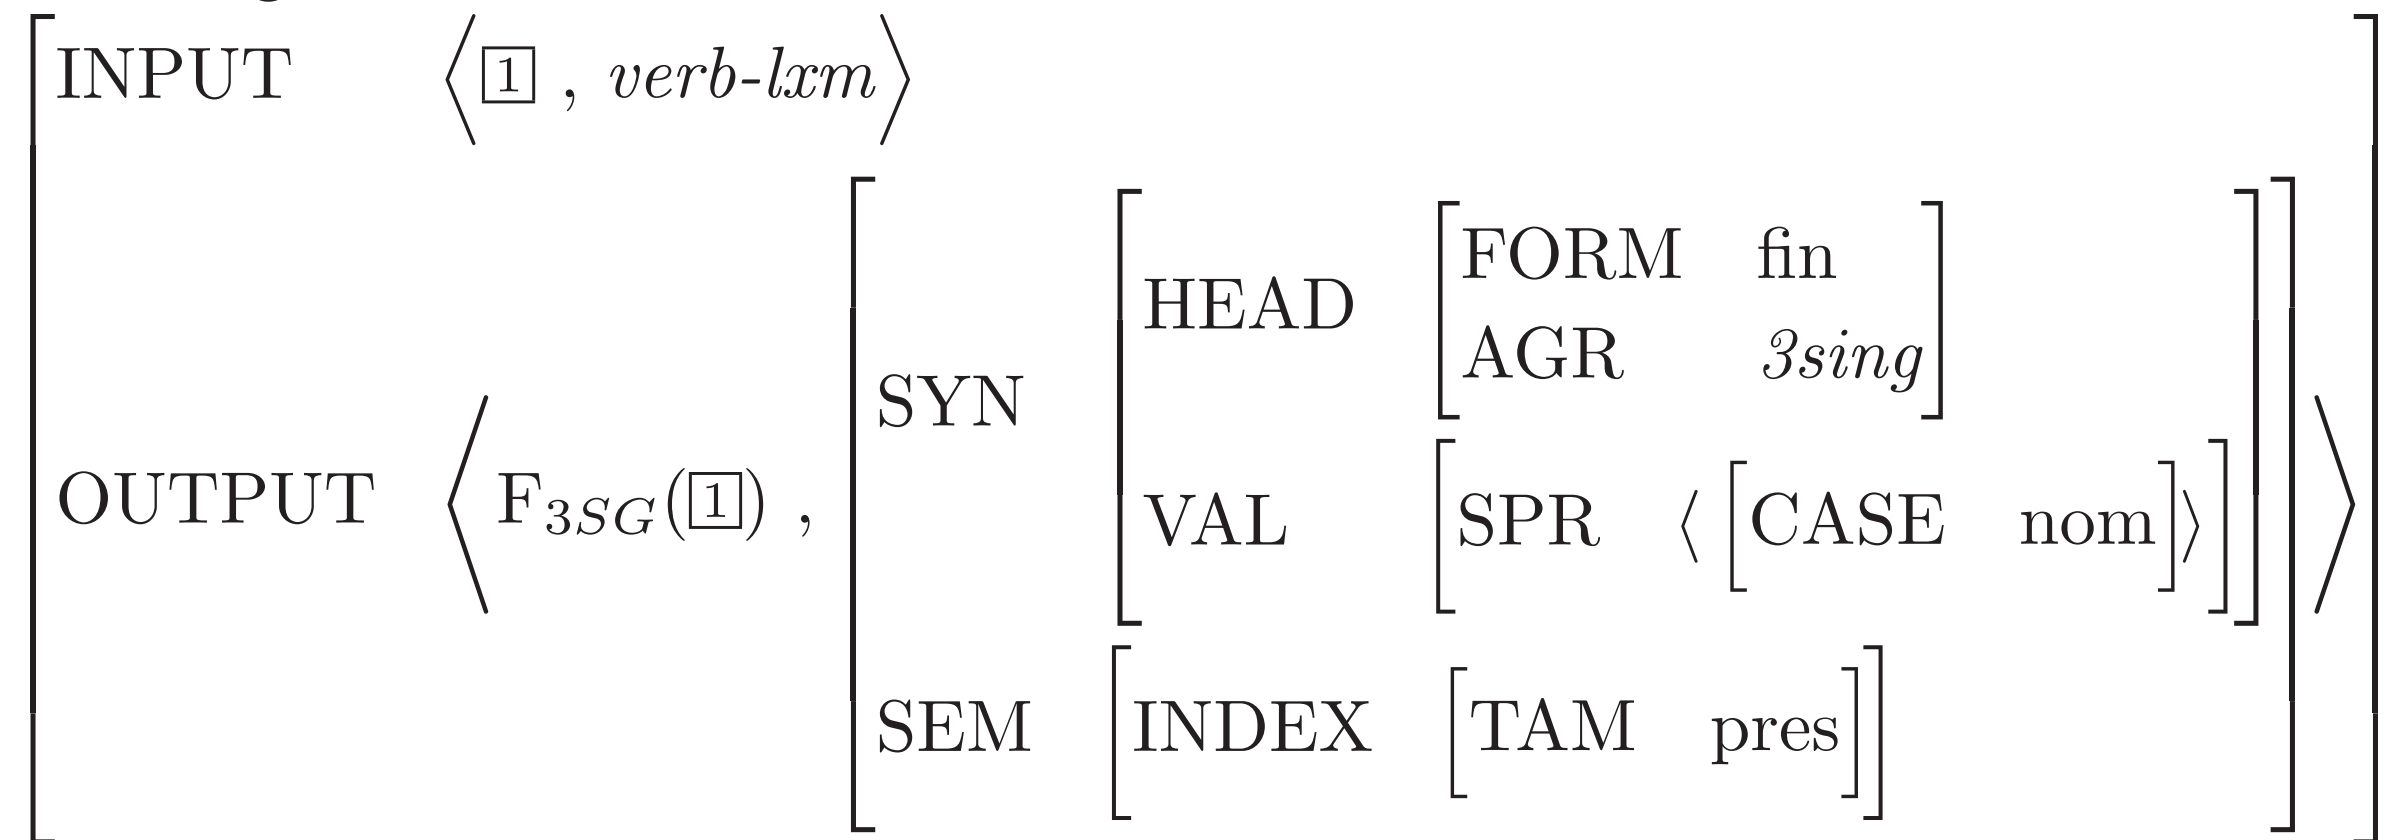 INPUT ⟨ 1 , verb-lxm ⟩
FORM fin
HEAD
AGR 3sing
SYN
OUTPUT ⟨ F3SG( 1 ) ,
VAL [ SPR ⟨ [ CASE nom ] ⟩ ]
SEM [ INDEX [ TAM pres ] ]